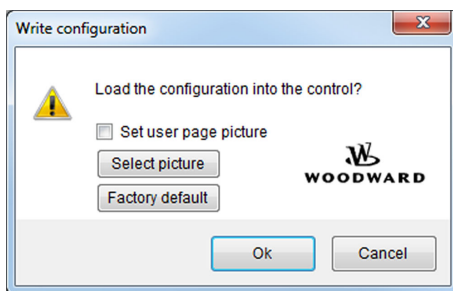 Write configuration
Load the configuration into the control?
Set user page picture
Select picture
WOODWARD
Factory default
Ok Cancel